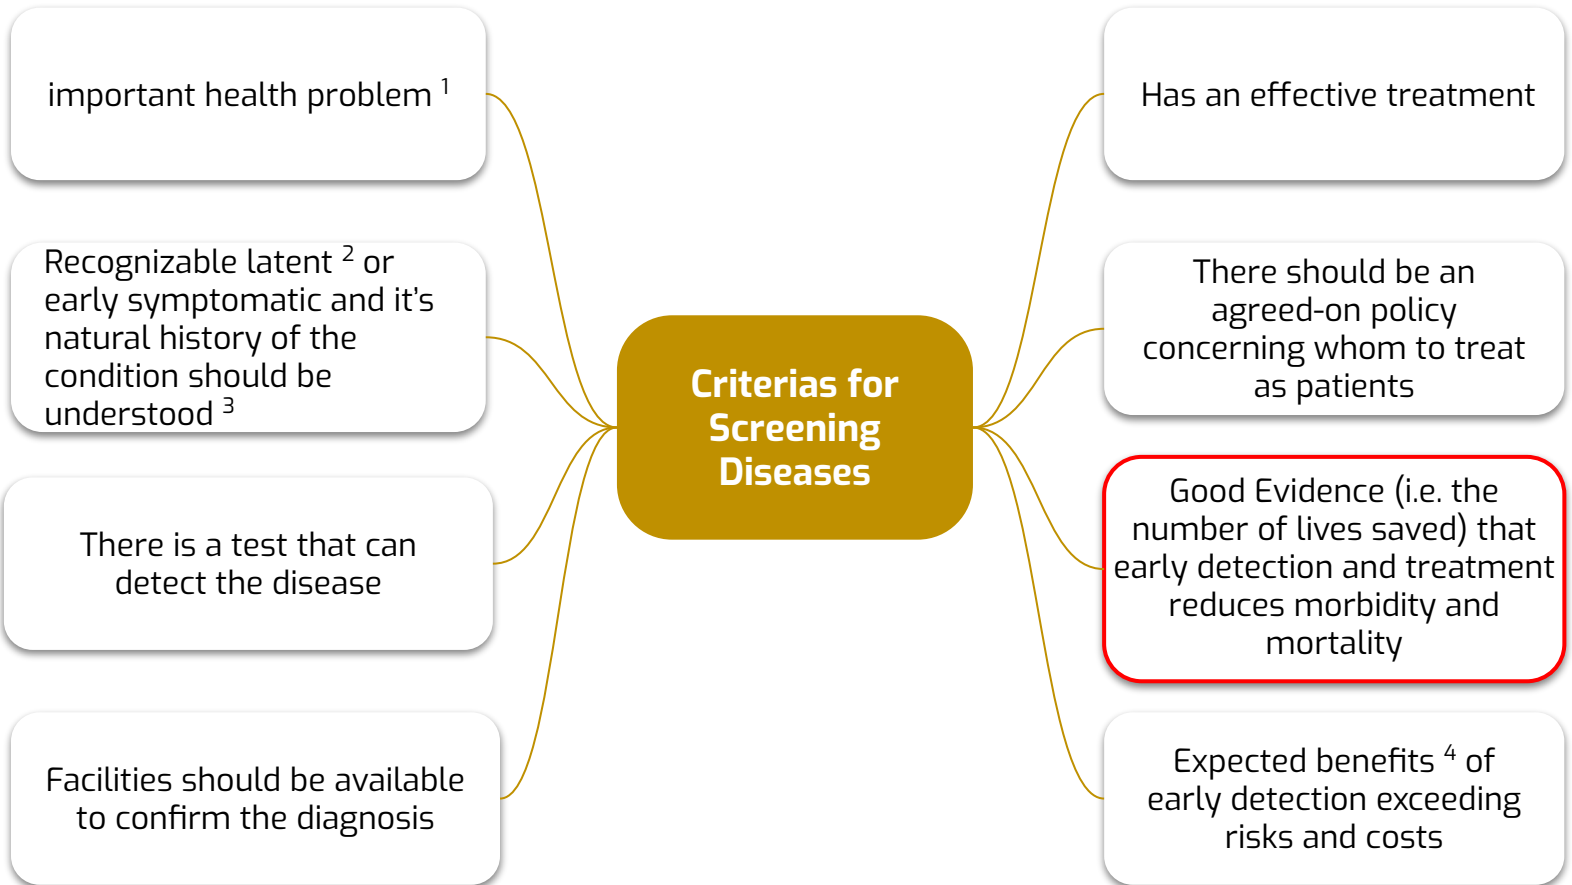 important health problem ¹
Recognizable latent ² or
early symptomatic and it’s
natural history of the
condition should be
understood ³
There is a test that can
detect the disease
Facilities should be available
to confirm the diagnosis
Criterias for
Screening
Diseases
Has an effective treatment
There should be an
agreed-on policy
concerning whom to treat
as patients
Good Evidence (i.e. the
number of lives saved) that
early detection and treatment
reduces morbidity and
mortality
Expected benefits ⁴ of
early detection exceeding
risks and costs